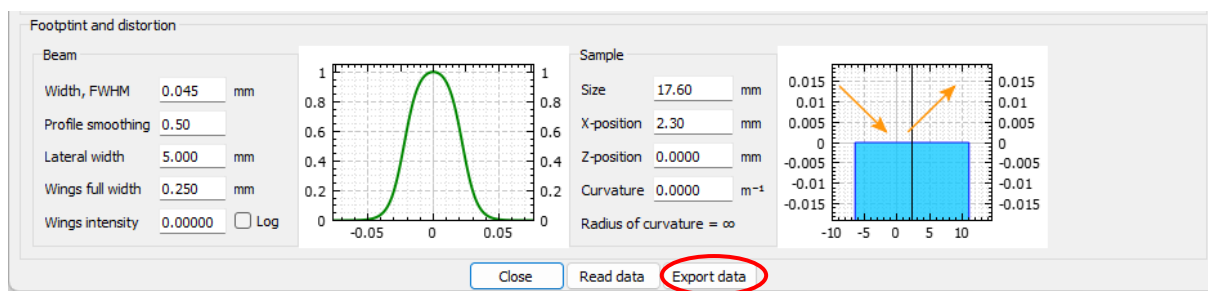 Footptint and distortion
Beam
Width, FWHM 0.045 mm
Profile smoothing 0.50
Lateral width 5.000 mm
Wings full width 0.250 mm
Wings intensity 0.00000 Log
1 1
0.8 0.8
0.6 0.6
0.4 0.4
0.2 0.2
0 0
-0.05 0 0.05
Sample
Size 17.60 mm
X-position 2.30 mm
Z-position 0.0000 mm
Curvature 0.0000 m⁻¹
Radius of curvature = ∞
0.015 0.015
0.01 0.01
0.005 0.005
0 0
-0.005 -0.005
-0.01 -0.01
-0.015 -0.015
-10 -5 0 5 10
Close Read data Export data